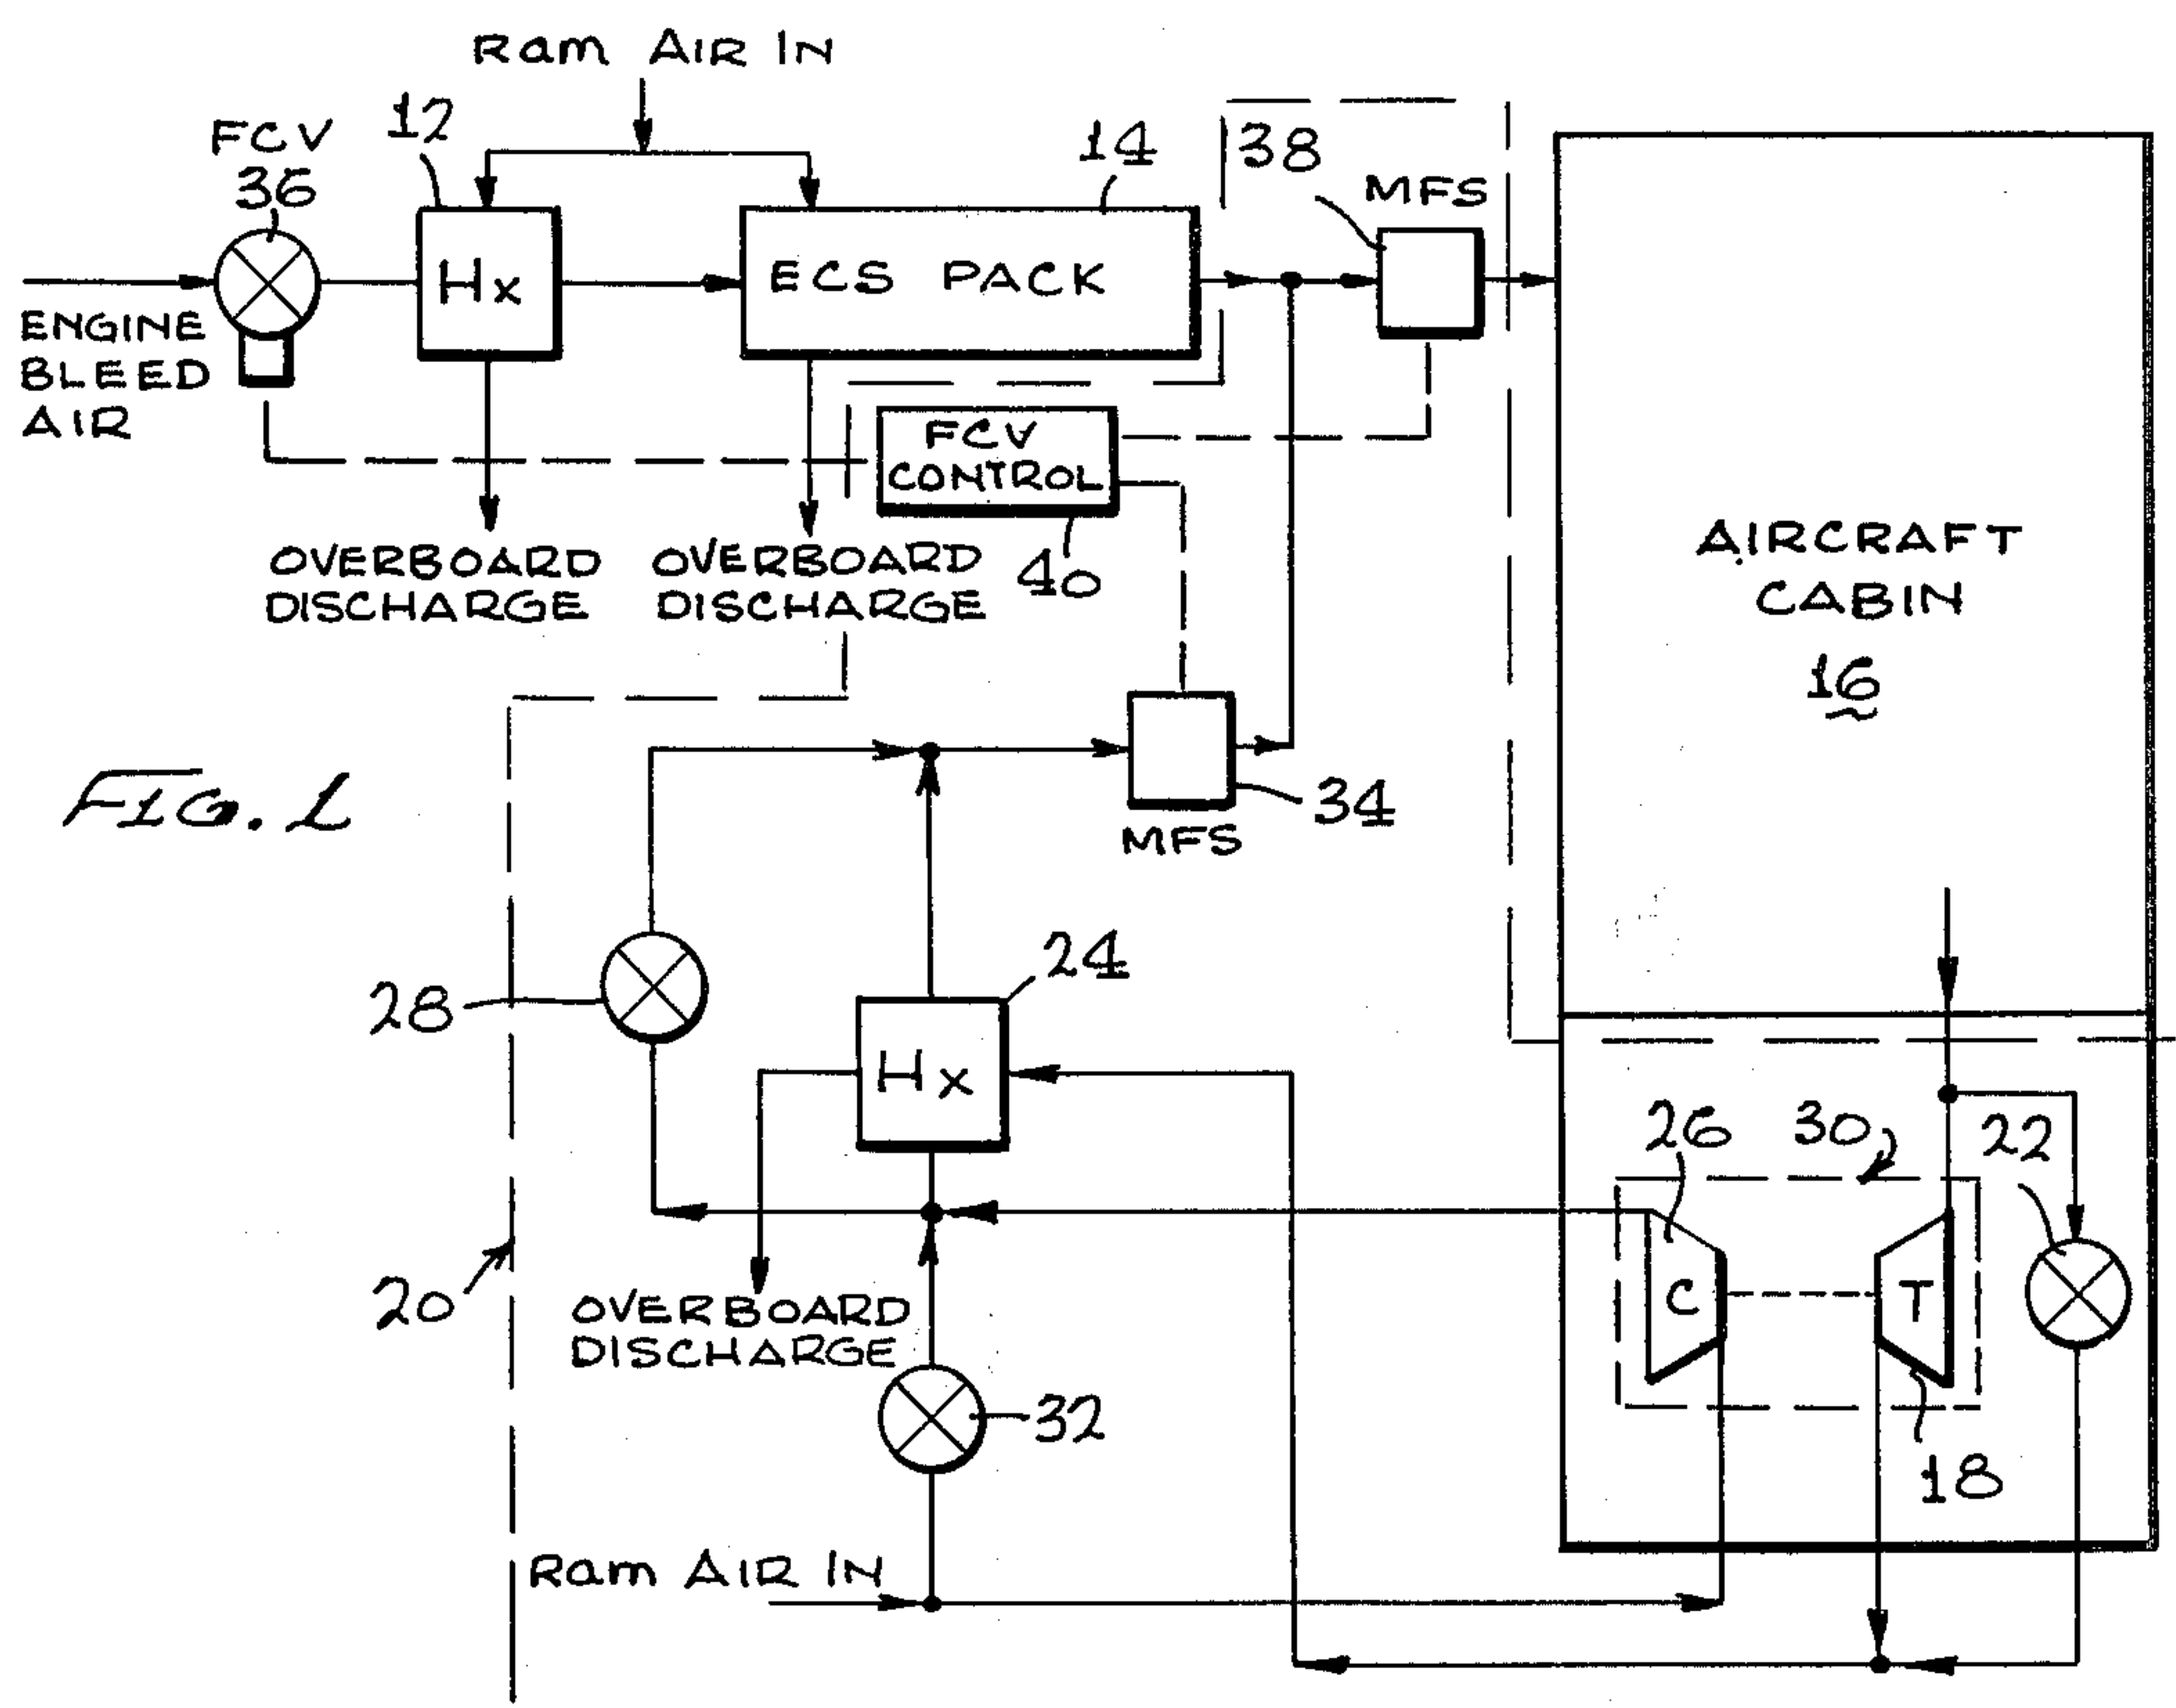 Ram AIR IN
FCV
36
12
14
38
MFS
Hx
ECS PACK
ENGINE
BLEED
AIR
FCV
CONTROL
40
OVERBOARD
DISCHARGE
OVERBOARD
DISCHARGE
AIRCRAFT
CABIN
16
FIG. 1
34
MFS
28
24
Hx
26
30
22
20
C
T
OVERBOARD
DISCHARGE
32
18
Ram AIR IN